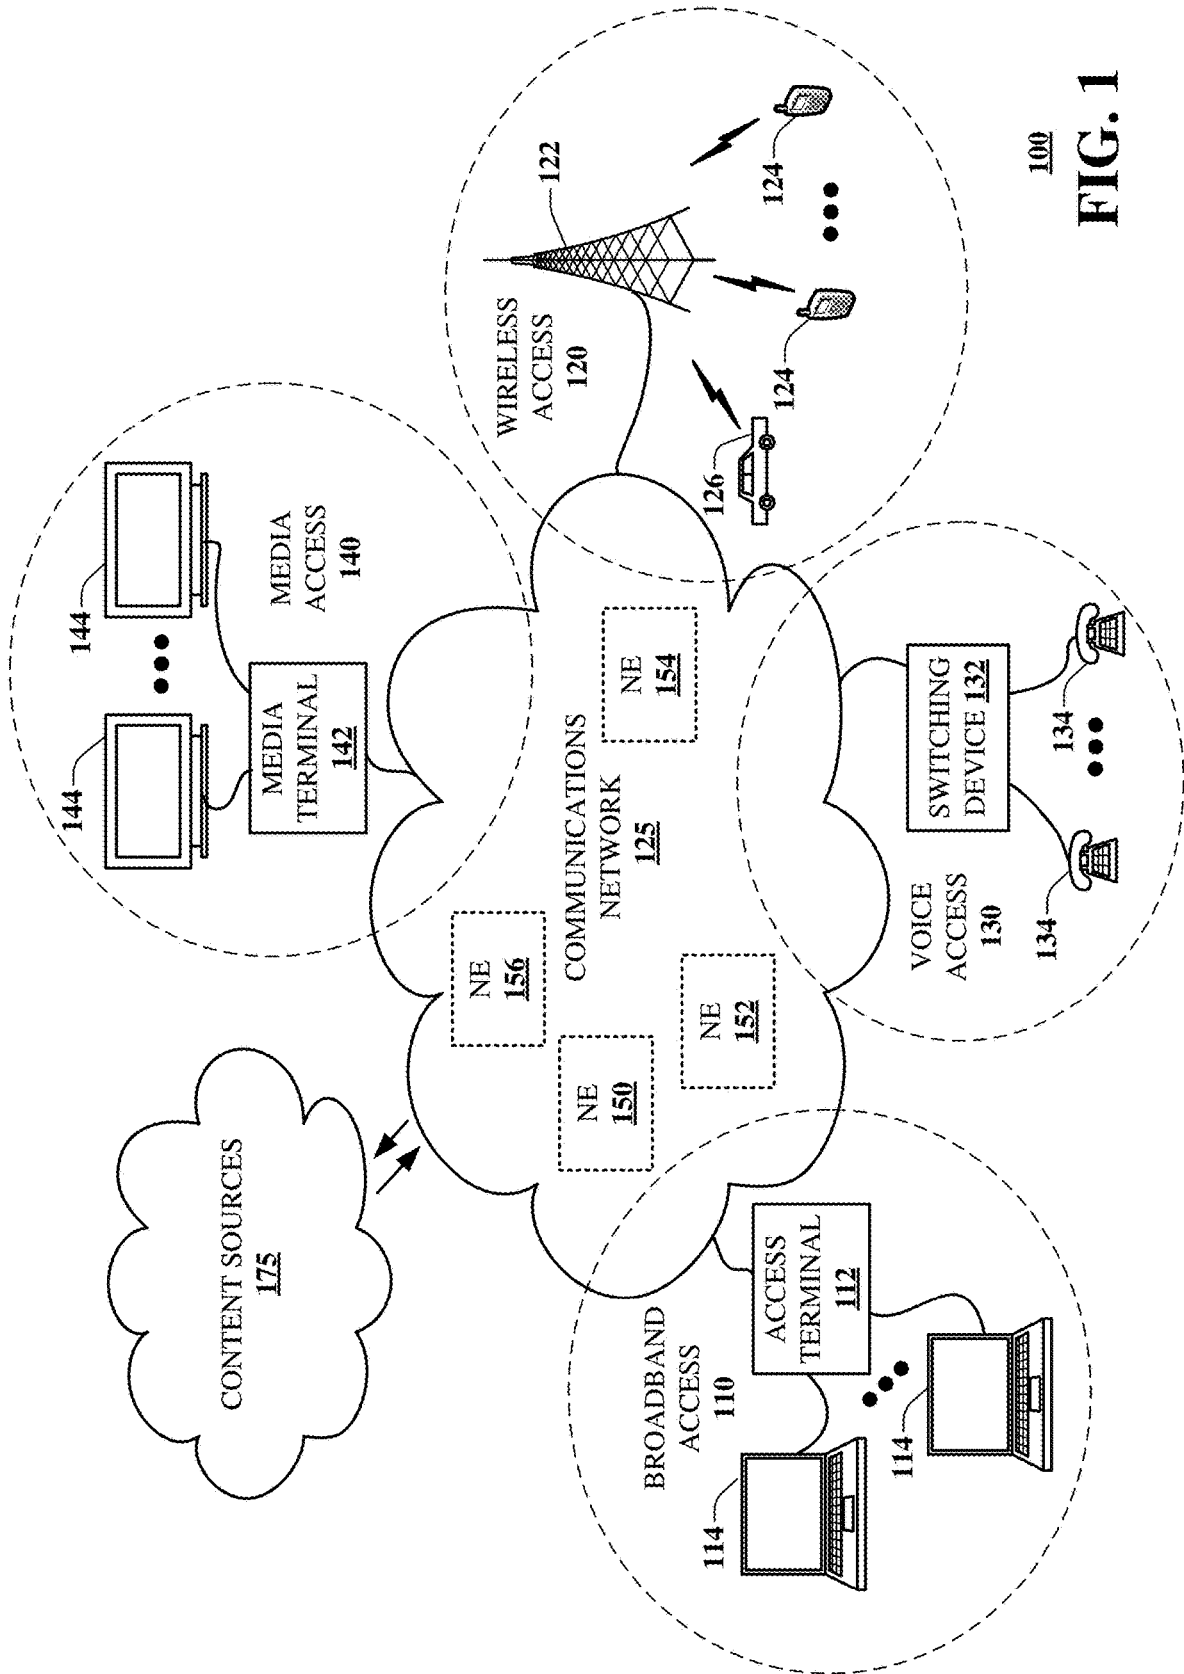 CONTENT SOURCES
175
144
144
MEDIA
TERMINAL
142
MEDIA
ACCESS
140
NE
156
NE
150
NE
152
COMMUNICATIONS
NETWORK
125
NE
154
WIRELESS
ACCESS
120
122
126
124
124
BROADBAND
ACCESS
110
ACCESS
TERMINAL
112
114
114
VOICE
ACCESS
130
SWITCHING
DEVICE 132
134
134
100
FIG. 1